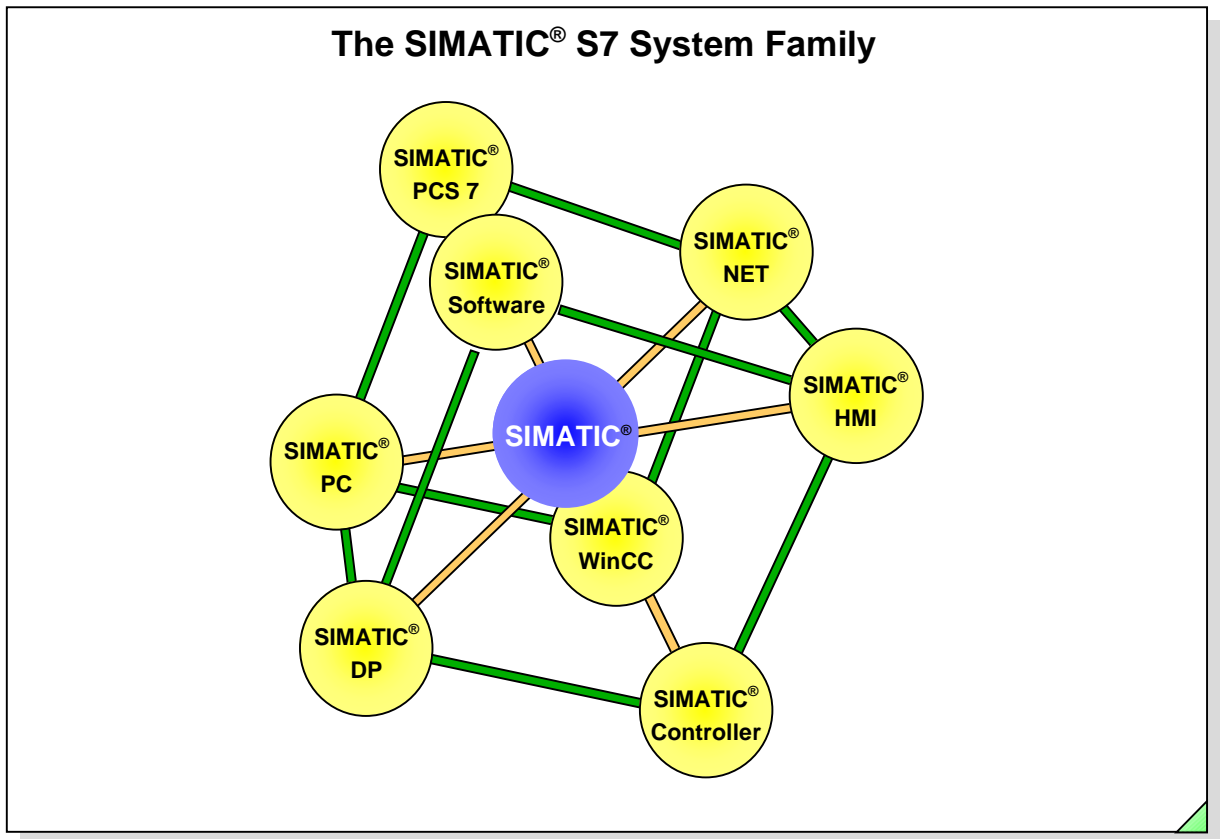 The SIMATIC® S7 System Family
SIMATIC®
PCS 7
SIMATIC®
NET
SIMATIC®
Software
SIMATIC®
HMI
SIMATIC®
SIMATIC®
PC
SIMATIC®
WinCC
SIMATIC®
DP
SIMATIC®
Controller